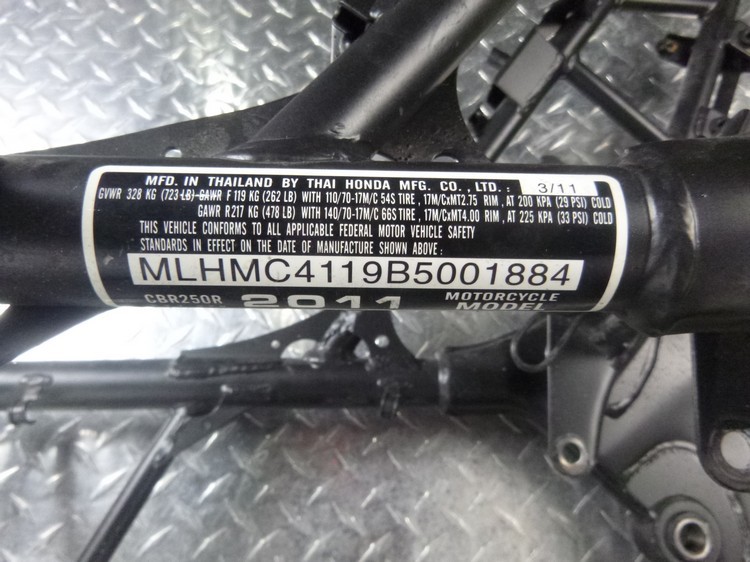 MFD. IN THAILAND BY THAI HONDA MFG. CO., LTD.: 3/11
GVWR 328 KG (723 LB) GAWR F 119 KG (262 LB) WITH 110/70-17M/C 54S TIRE, 17M/CxMT2.75 RIM, AT 200 KPA (29 PSI) COLD
GAWR R217 KG (478 LB) WITH 140/70-17M/C 66S TIRE, 17M/CxMT4.00 RIM, AT 225 KPA (33 PSI) COLD
THIS VEHICLE CONFORMS TO ALL APPLICABLE FEDERAL MOTOR VEHICLE SAFETY
STANDARDS IN EFFECT ON THE DATE OF MANUFACTURE SHOWN ABOVE:
MLHMC4119B5001884
CBR250R 2011 MOTORCYCLE
MODEL